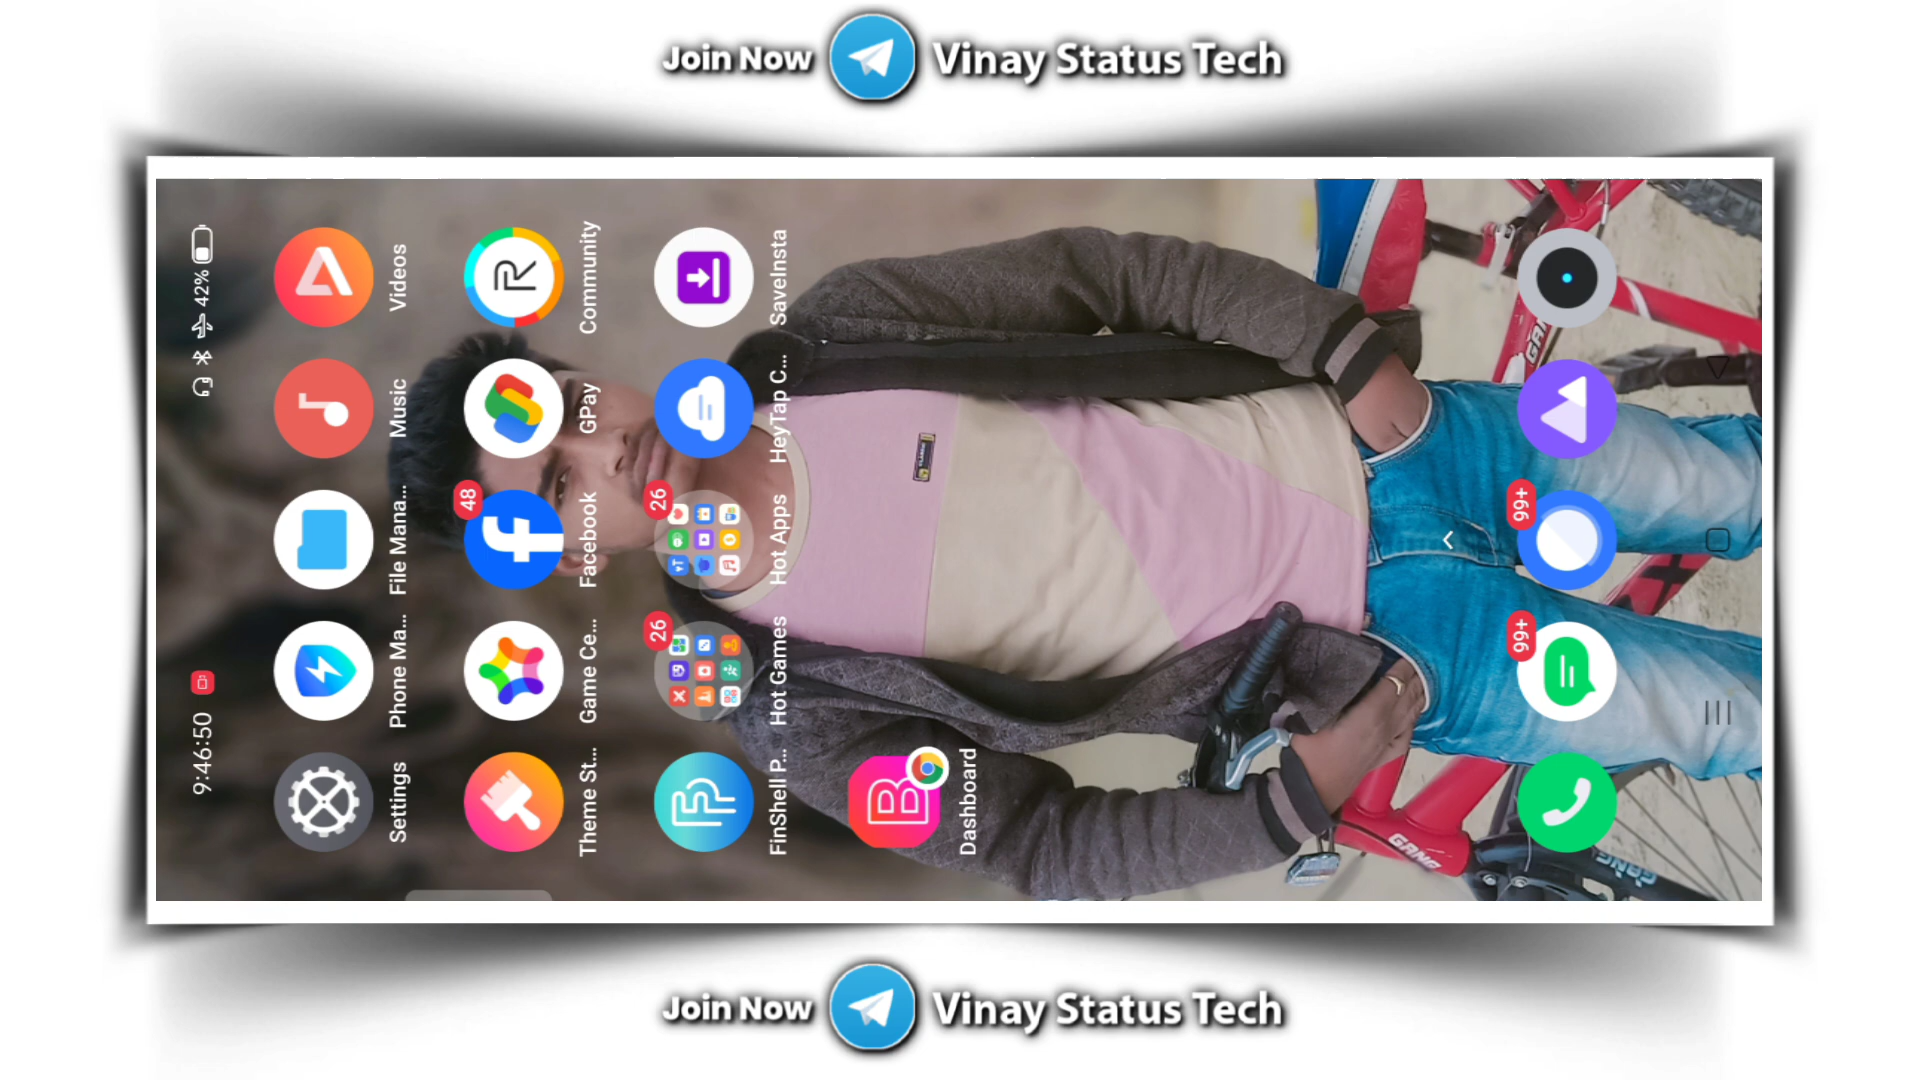 Join Now Vinay Status Tech
9:46:50 42%
Settings Phone Ma... File Mana... Music Videos
48
Theme St... Game Ce... Facebook GPay Community
26 26
FinShell P... Hot Games Hot Apps HeyTap C... SaveInsta
Dashboard
99+ 99+
GANG
Join Now Vinay Status Tech